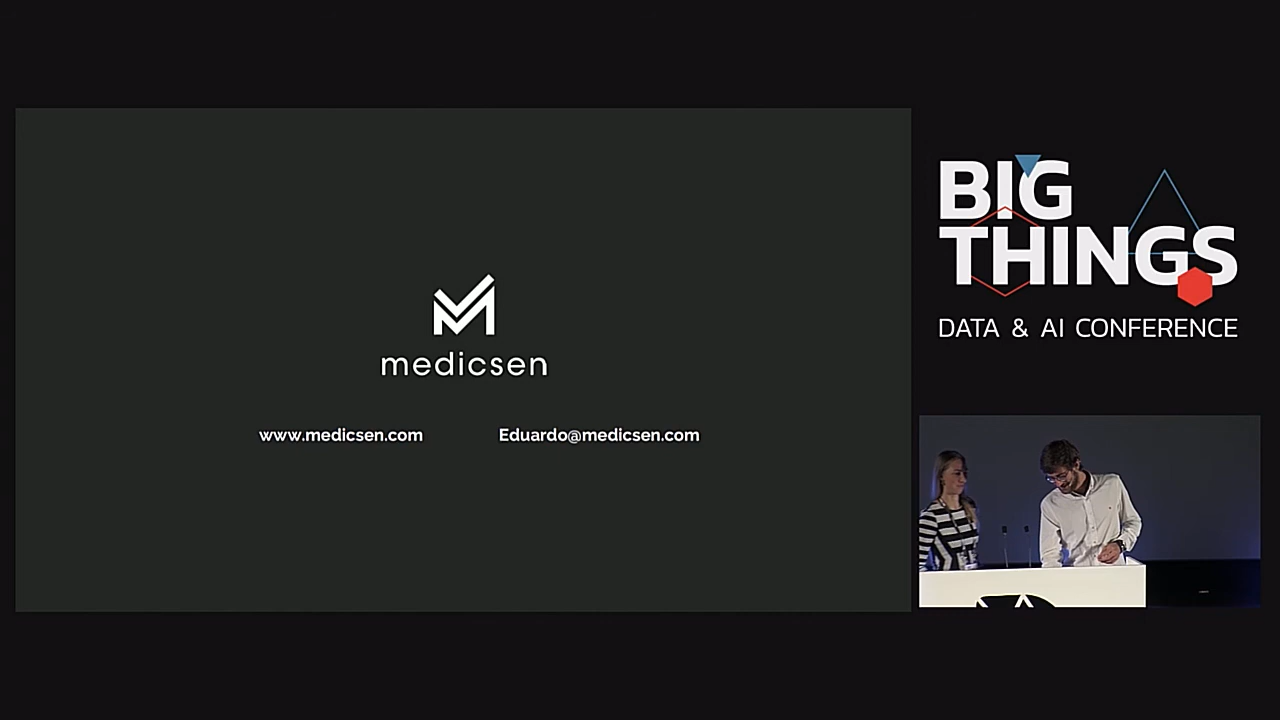 medicsen
www.medicsen.com
Eduardo@medicsen.com
BIG
THINGS
DATA & AI CONFERENCE